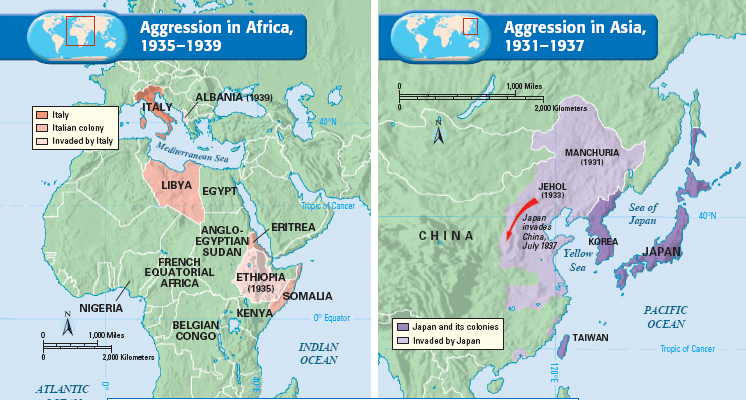 Aggression in Africa,
1935–1939
Italy
Italian colony
Invaded by Italy
ITALY
ALBANIA (1939)
40°N
Mediterranean Sea
LIBYA
EGYPT
Tropic of Cancer
ANGLO-
EGYPTIAN
SUDAN
ERITREA
FRENCH
EQUATORIAL
AFRICA
ETHIOPIA
(1935)
SOMALIA
NIGERIA
KENYA
0° Equator
N
0 1,000 Miles
0 2,000 Kilometers
BELGIAN
CONGO
INDIAN
OCEAN
ATLANTIC
0°
40°E
Aggression in Asia,
1931–1937
0 1,000 Miles
0 2,000 Kilometers
N
MANCHURIA
(1931)
JEHOL
(1933)
Japan
invades
China,
July 1937
CHINA
Sea of
Japan
40°N
KOREA
JAPAN
Yellow
Sea
PACIFIC
OCEAN
Japan and its colonies
Invaded by Japan
TAIWAN
Tropic of Cancer
120°E